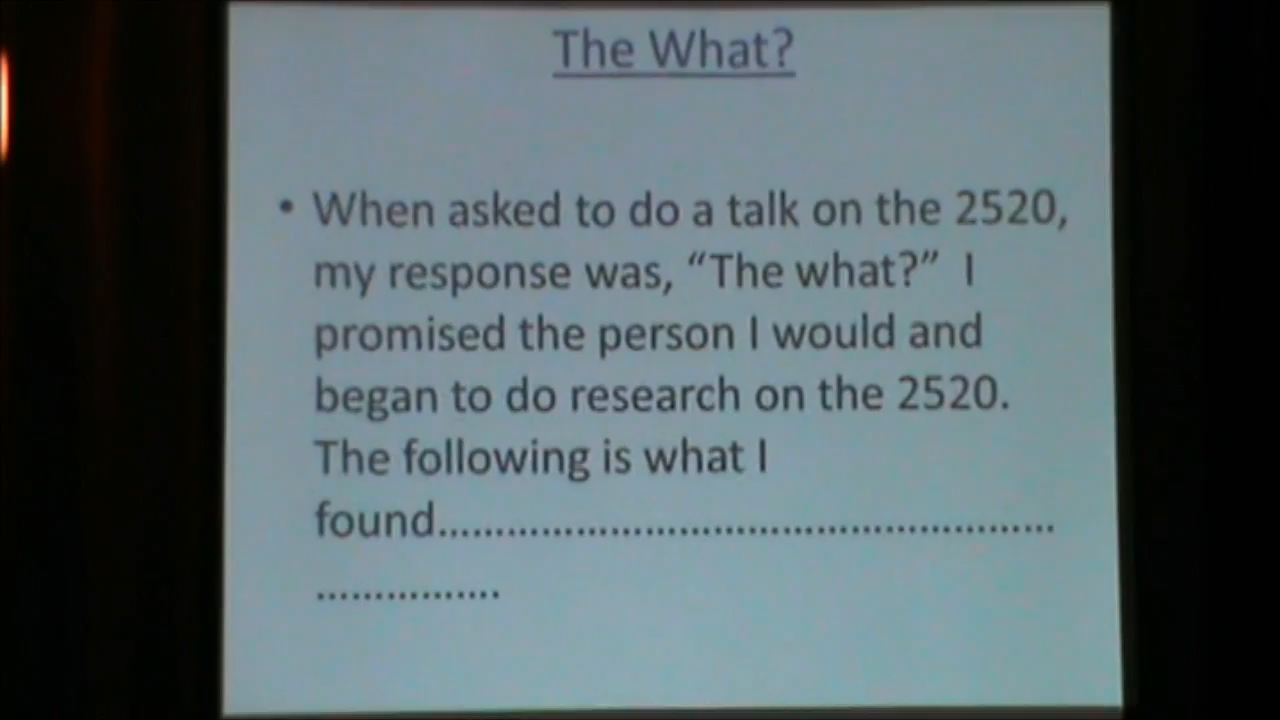 The What?
• When asked to do a talk on the 2520,
my response was, “The what?”  I
promised the person I would and
began to do research on the 2520.
The following is what I
found......................................................
................